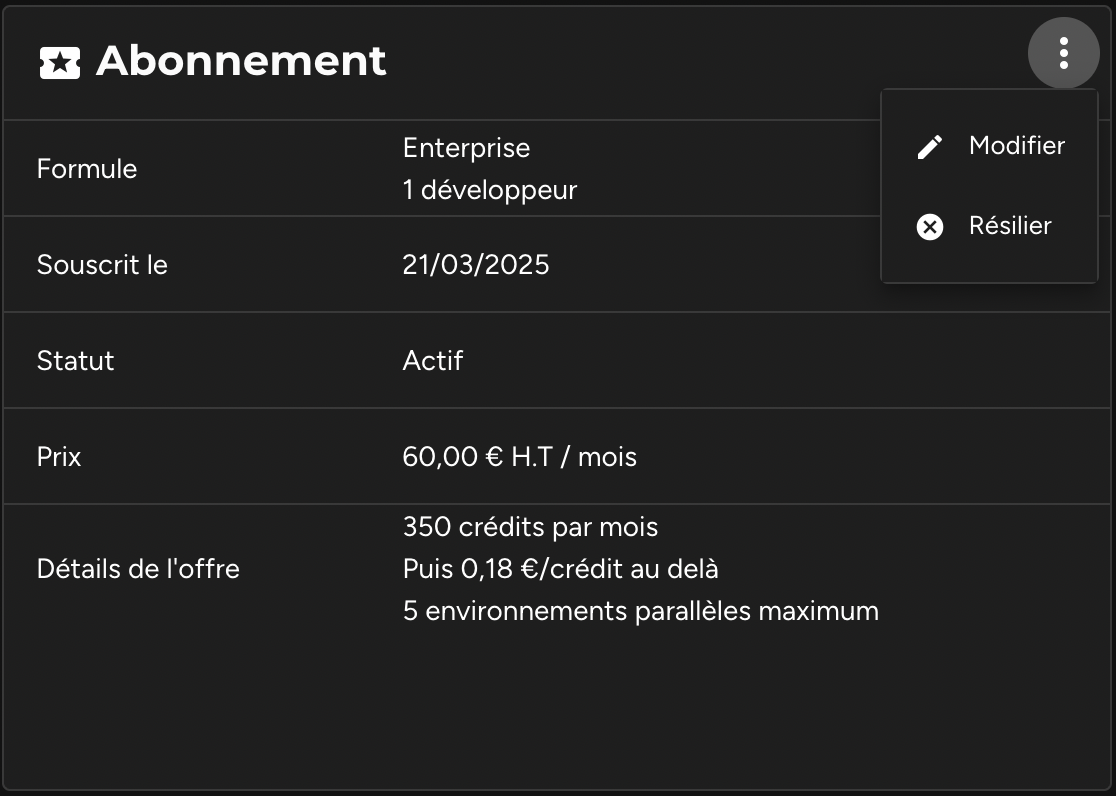 Abonnement
Modifier
Résilier
Formule
Enterprise
1 développeur
Souscrit le
21/03/2025
Statut
Actif
Prix
60,00 € H.T / mois
Détails de l'offre
350 crédits par mois
Puis 0,18 €/crédit au delà
5 environnements parallèles maximum